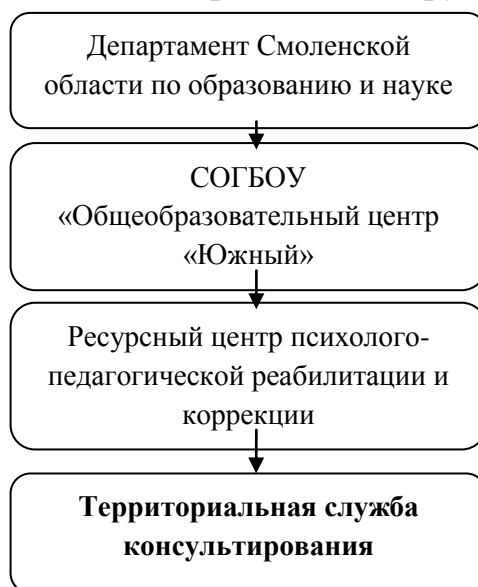 Департамент Смоленской
области по образованию и науке
СОГБОУ
«Общеобразовательный центр
«Южный»
Ресурсный центр психолого-
педагогической реабилитации и
коррекции
Территориальная служба
консультирования